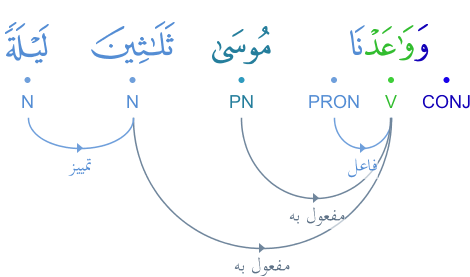 وَوَٰعَدْنَا مُوسَىٰ ثَلَـٰثِينَ لَيْلَةً
CONJ V PRON PN N N
فاعل
تمييز
مفعول به
مفعول به